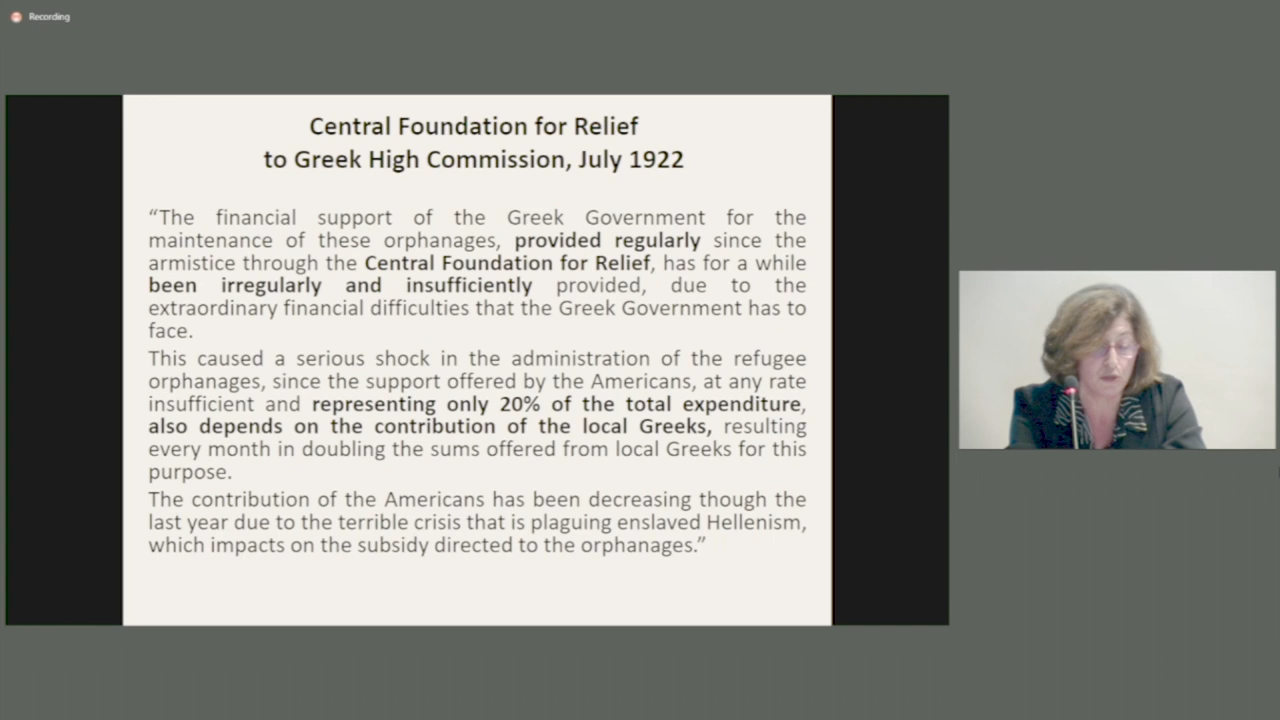 Recording
Central Foundation for Relief
to Greek High Commission, July 1922
“The financial support of the Greek Government for the
maintenance of these orphanages, provided regularly since the
armistice through the Central Foundation for Relief, has for a while
been irregularly and insufficiently provided, due to the
extraordinary financial difficulties that the Greek Government has to
face.
This caused a serious shock in the administration of the refugee
orphanages, since the support offered by the Americans, at any rate
insufficient and representing only 20% of the total expenditure,
also depends on the contribution of the local Greeks, resulting
every month in doubling the sums offered from local Greeks for this
purpose.
The contribution of the Americans has been decreasing though the
last year due to the terrible crisis that is plaguing enslaved Hellenism,
which impacts on the subsidy directed to the orphanages.”